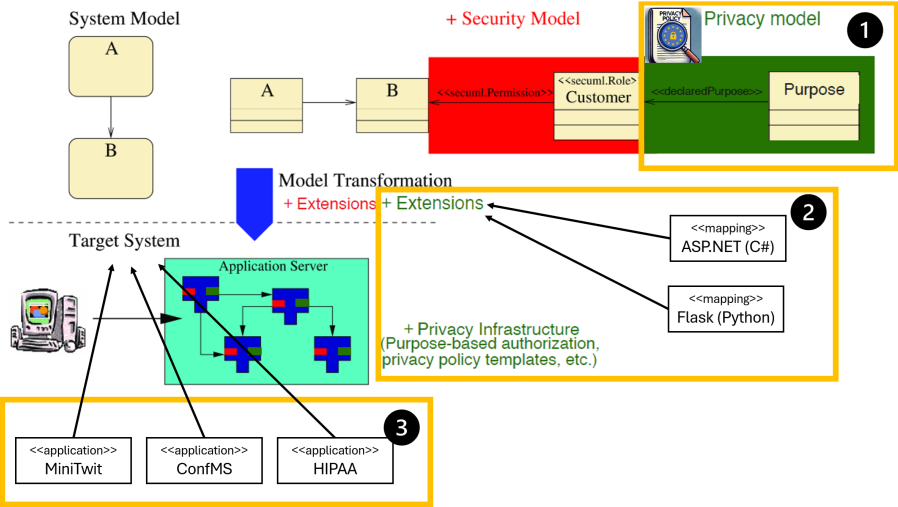 System Model
+ Security Model
PRIVACY
POLICY
Privacy model
1
A
B
A
B
<<secuml.Permission>>
<<secuml.Role>>
Customer
<<declaredPurpose>>
Purpose
Model Transformation
+ Extensions + Extensions
2
<<mapping>>
ASP.NET (C#)
<<mapping>>
Flask (Python)
Target System
Application Server
+ Privacy Infrastructure
(Purpose-based authorization,
privacy policy templates, etc.)
3
<<application>>
MiniTwit
<<application>>
ConfMS
<<application>>
HIPAA